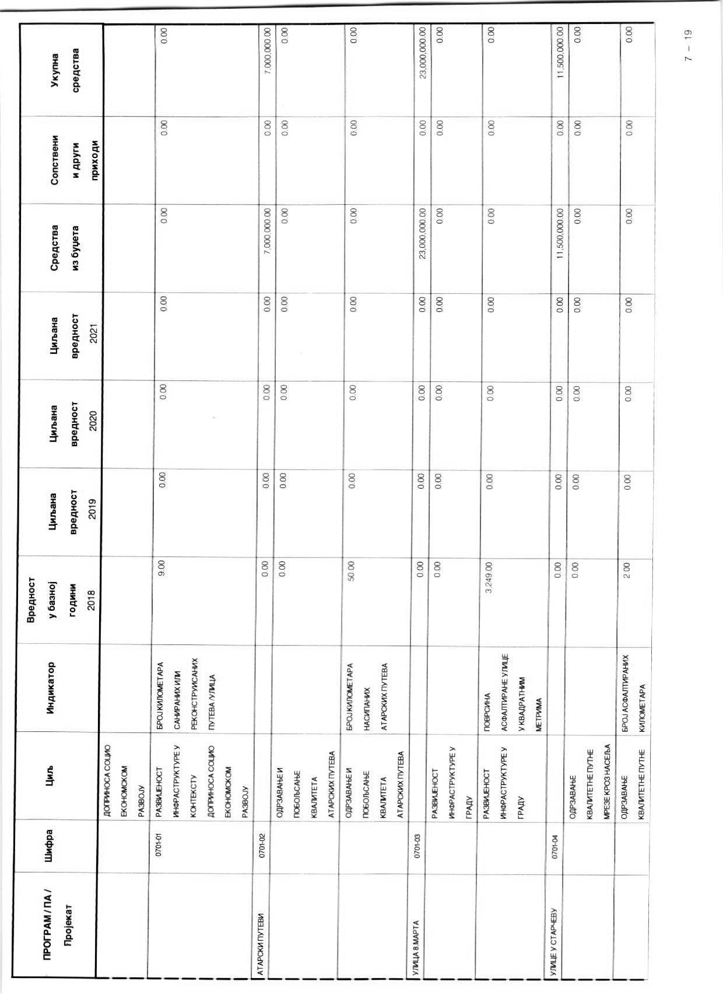 ПРОГРАМ / ПА /
Пројекат
Шифра
Циљ
Индикатор
Вредност
у базној
години
2018
Циљана
вредност
2019
Циљана
вредност
2020
Циљана
вредност
2021
Средства
из буџета
Сопствени
и други
приходи
Укупна
средства
ДОПРИНОСА СОЦИО
ЕКОНОМСКОМ
РАЗВОЈУ
0701-01
РАЗВИЈЕНОСТ
ИНФРАСТРУКТУРЕ У
КОНТЕКСТУ
ДОПРИНОСА СОЦИО
ЕКОНОМСКОМ
РАЗВОЈУ
БРОЈ КИЛОМЕТАРА
САНИРАНИХ ИЛИ
РЕКОНСТРУИСАНИХ
ПУТЕВА /УЛИЦА
9.00 0.00 0.00 0.00 0.00 0.00 0.00
АТАРСКИ ПУТЕВИ 0701-02 0.00 0.00 0.00 0.00 7,000,000.00 0.00 7,000,000.00
ОДРЗАВАЊЕ И
ПОБОЉСАЊЕ
КВАЛИТЕТА
АТАРСКИХ ПУТЕВА
0.00 0.00 0.00 0.00 0.00 0.00 0.00
ОДРЗАВАЊЕ И
ПОБОЉСАЊЕ
КВАЛИТЕТА
АТАРСКИХ ПУТЕВА
БРОЈ КИЛОМЕТАРА
НАСИПАНИХ
АТАРСКИХ ПУТЕВА
50.00 0.00 0.00 0.00 0.00 0.00 0.00
УЛИЦА 8.МАРТА 0701-03 0.00 0.00 0.00 0.00 23,000,000.00 0.00 23,000,000.00
РАЗВИЈЕНОСТ
ИНФРАСТРУКТУРЕ У
ГРАДУ
0.00 0.00 0.00 0.00 0.00 0.00 0.00
РАЗВИЈЕНОСТ
ИНФРАСТРУКТУРЕ У
ГРАДУ
ПОВРСИНА
АСФАЛТИРАНЕ УЛИЦЕ
У КВАДРАТНИМ
МЕТРИМА
3,249.00 0.00 0.00 0.00 0.00 0.00 0.00
УЛИЦЕ У СТАРЧЕВУ 0701-04 0.00 0.00 0.00 0.00 11,500,000.00 0.00 11,500,000.00
ОДРЗАВАЊЕ
КВАЛИТЕТНЕ ПУТНЕ
МРЕЗЕ КРОЗ НАСЕЉА
0.00 0.00 0.00 0.00 0.00 0.00 0.00
ОДРЗАВАЊЕ
КВАЛИТЕТНЕ ПУТНЕ
БРОЈ АСФАЛТИРАНИХ
КИЛОМЕТАРА
2.00 0.00 0.00 0.00 0.00 0.00 0.00
7 – 19